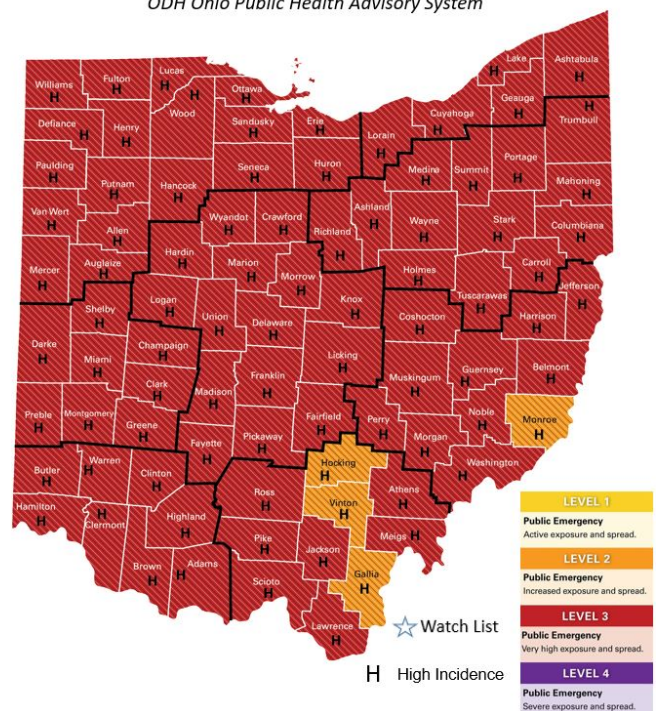 ODH Ohio Public Health Advisory System
Lake
Ashtabula
H
H
Williams
H
Fulton
H
Lucas
H
Ottawa
H
Geauga
H
H
Defiance
H
Henry
H
Wood
H
Sandusky
H
Erie
H
Lorain
H
Cuyahoga
H
Trumbull
Paulding
H
Putnam
H
Hancock
H
Seneca
H
Huron
H
Medina
H
Summit
H
Portage
H
Mahoning
H
Van Wert
H
Allen
H
Wyandot
H
Crawford
H
Richland
H
Ashland
H
Wayne
H
Stark
H
Columbiana
H
Mercer
H
Auglaize
H
Hardin
H
Marion
H
Morrow
H
Holmes
H
Carroll
H
Jefferson
H
Shelby
H
Logan
H
Union
H
Delaware
H
Knox
H
Coshocton
H
Tuscarawas
H
Harrison
H
Darke
H
Miami
H
Champaign
H
Clark
H
Madison
H
Franklin
H
Licking
H
Muskingum
H
Guernsey
H
Belmont
H
Preble
H
Montgomery
H
Greene
H
Fayette
H
Pickaway
H
Fairfield
H
Perry
H
Morgan
H
Noble
H
Monroe
H
Butler
H
Warren
H
Clinton
H
Ross
H
Hocking
H
Athens
H
Washington
H
Hamilton
H
Clermont
H
Highland
H
Vinton
H
Meigs
H
Brown
H
Adams
H
Pike
H
Jackson
H
Gallia
H
Scioto
H
Lawrence
H
Watch List
H High Incidence
LEVEL 1
Public Emergency
Active exposure and spread.
LEVEL 2
Public Emergency
Increased exposure and spread.
LEVEL 3
Public Emergency
Very high exposure and spread.
LEVEL 4
Public Emergency
Severe exposure and spread.